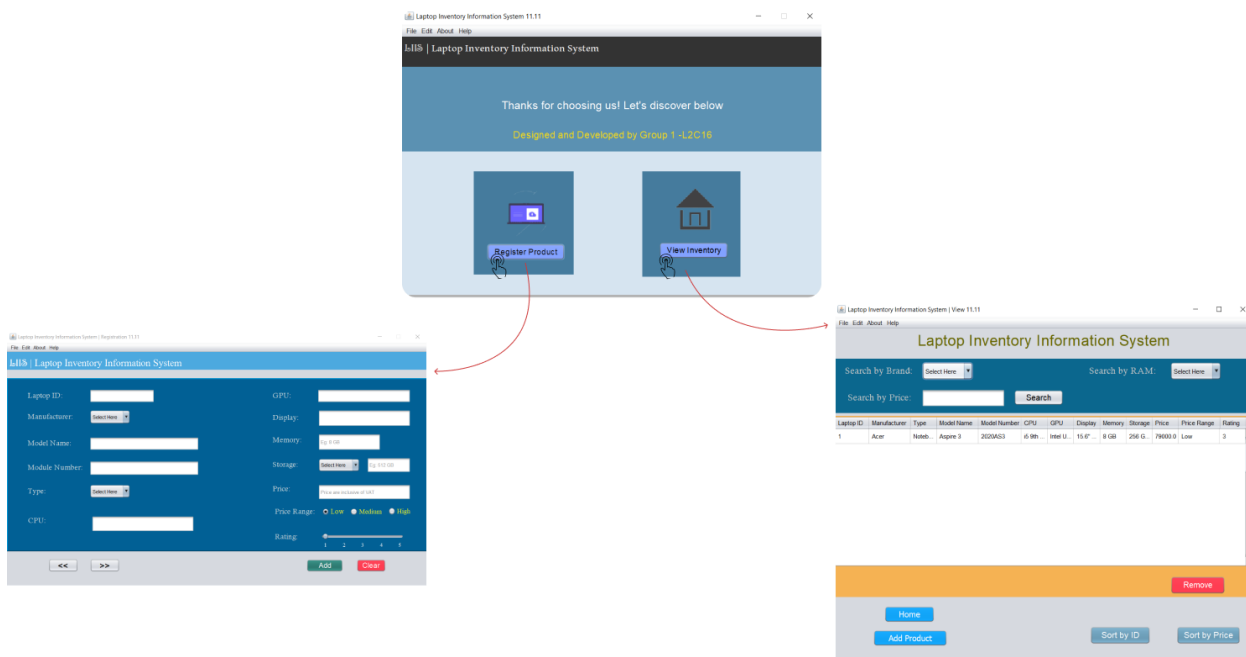 Laptop Inventory Information System 11.11
File Edit About Help
LIIS | Laptop Inventory Information System
Thanks for choosing us! Let's discover below
Designed and Developed by Group 1 -L2C16
Register Product
View Inventory
Laptop Inventory Information System | Registration 11.11
File Edit About Help
LIIS | Laptop Inventory Information System
Laptop ID:
Manufacturer: Select Here
Model Name:
Module Number:
Type: Select Here
CPU:
GPU:
Display:
Memory: Eg. 8 GB
Storage: Select Here Eg. 512 GB
Price: Price are inclusive of VAT
Price Range: Low Medium High
Rating:
1 2 3 4 5
<< >> Add Clear
Laptop Inventory Information System | View 11.11
File Edit About Help
Laptop Inventory Information System
Search by Brand: Select Here Search by RAM: Select Here
Search by Price: Search
Laptop ID Manufacturer Type Model Name Model Number CPU GPU Display Memory Storage Price Price Range Rating
1 Acer Noteb... Aspire 3 2020AS3 i5 9th ... Intel U... 15.6" ... 8 GB 256 G... 79000.0 Low 3
Remove
Home
Add Product
Sort by ID
Sort by Price